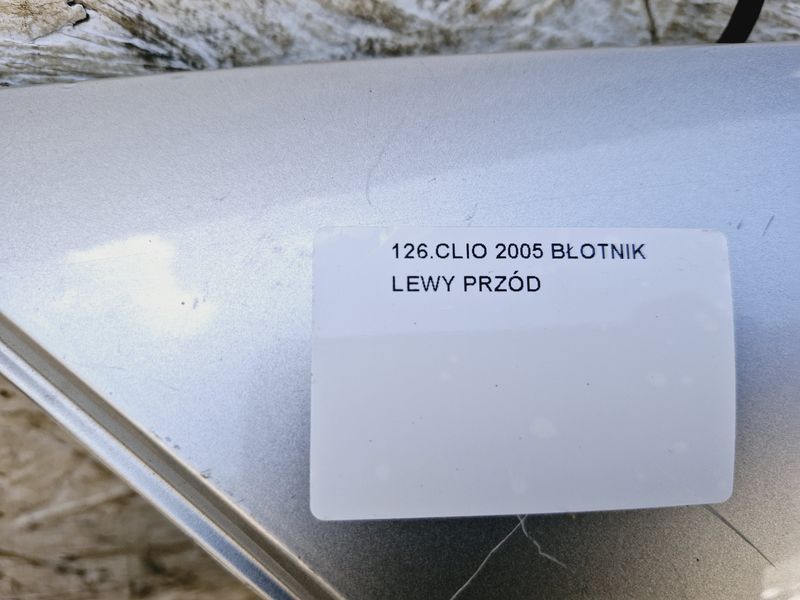 126.CLIO 2005 BŁOTNIK
LEWY PRZÓD